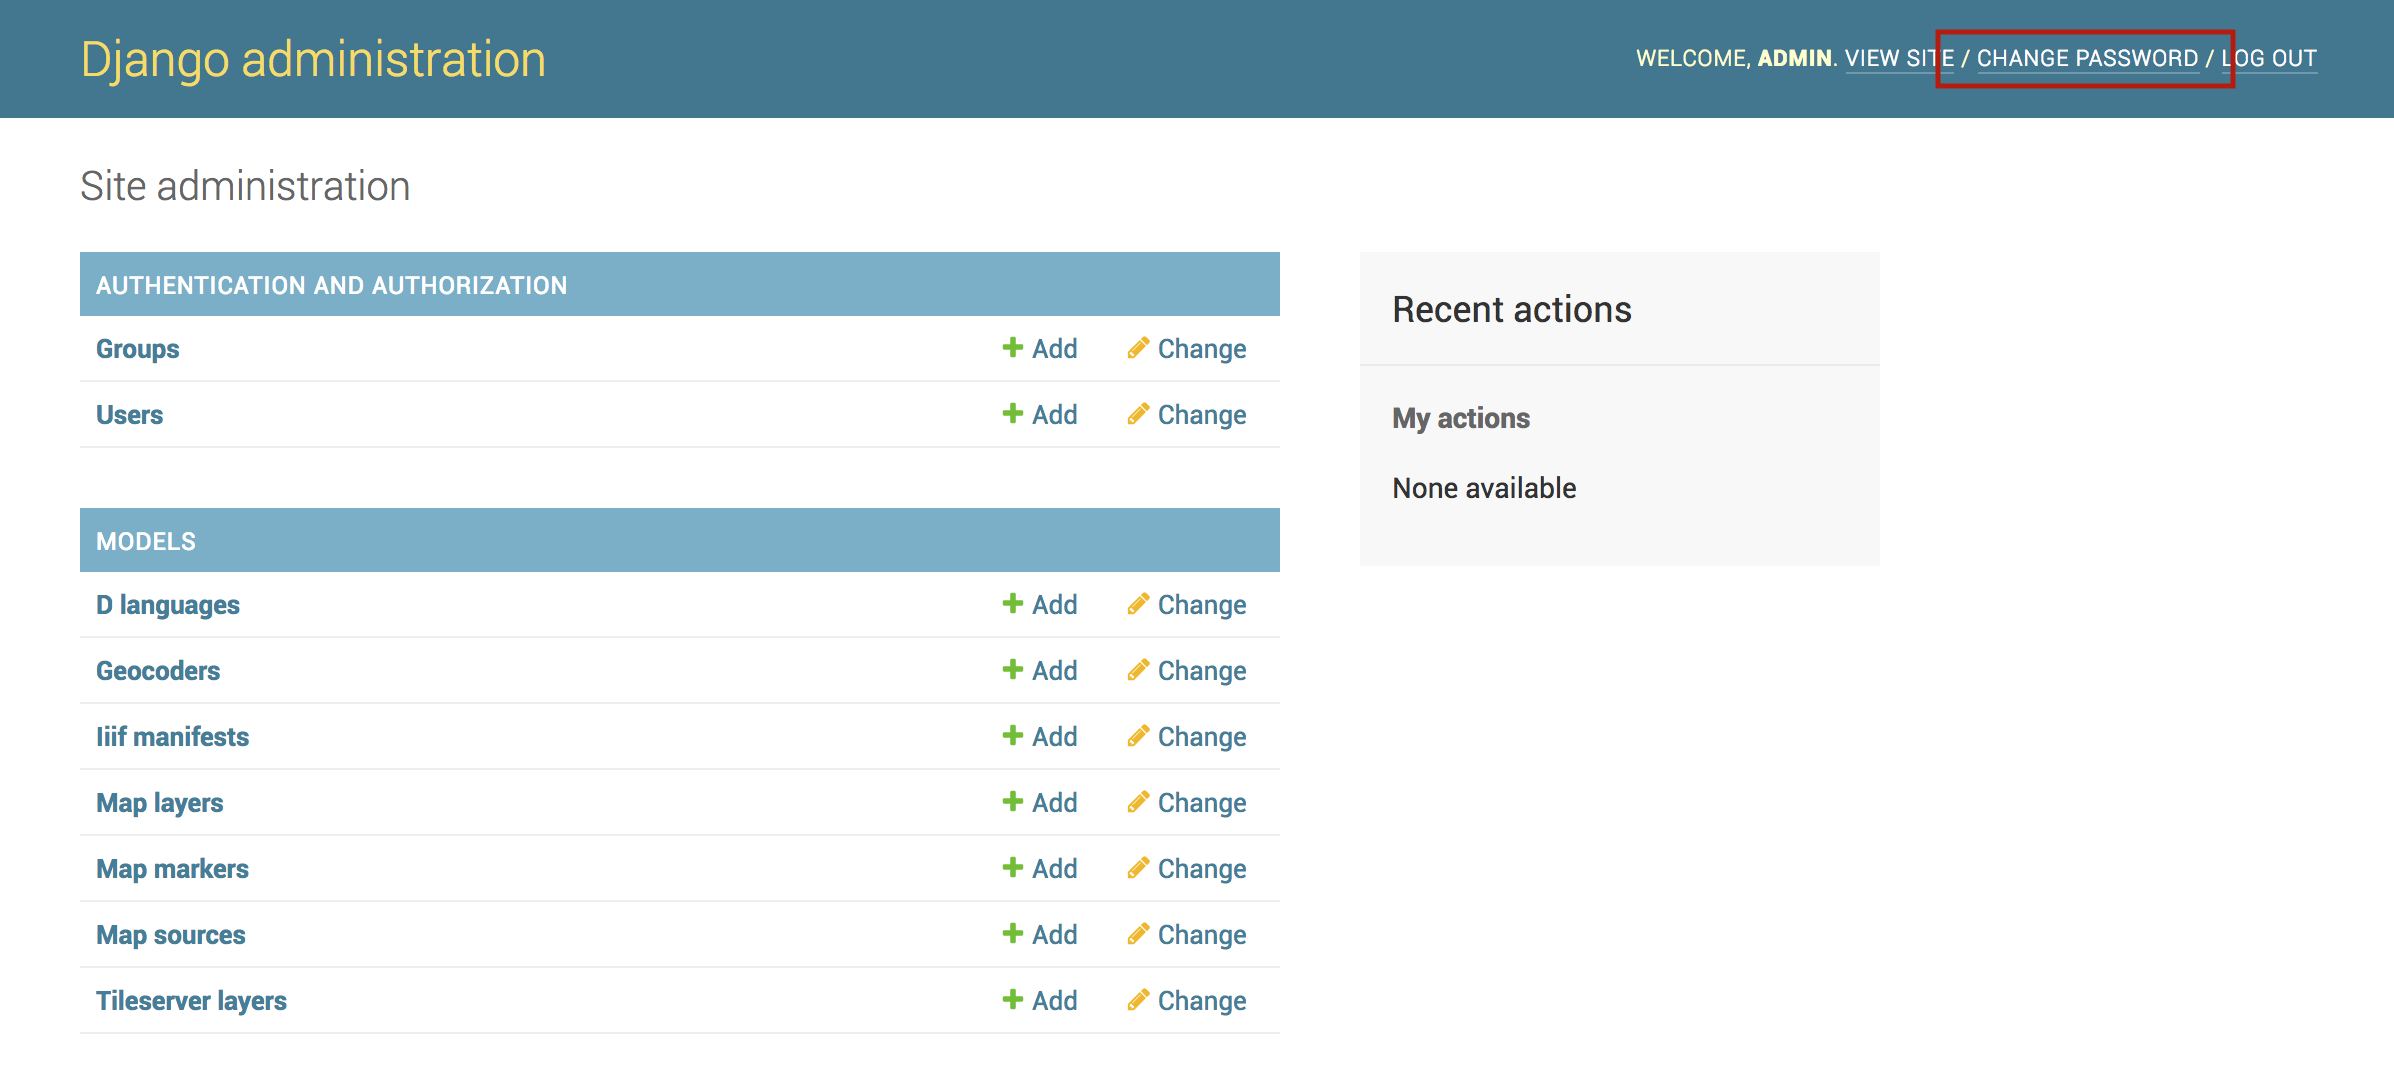 Django administration
WELCOME, ADMIN. VIEW SITE / CHANGE PASSWORD / LOG OUT
Site administration
AUTHENTICATION AND AUTHORIZATION
Groups Add Change
Users Add Change
MODELS
D languages Add Change
Geocoders Add Change
Iiif manifests Add Change
Map layers Add Change
Map markers Add Change
Map sources Add Change
Tileserver layers Add Change
Recent actions
My actions
None available